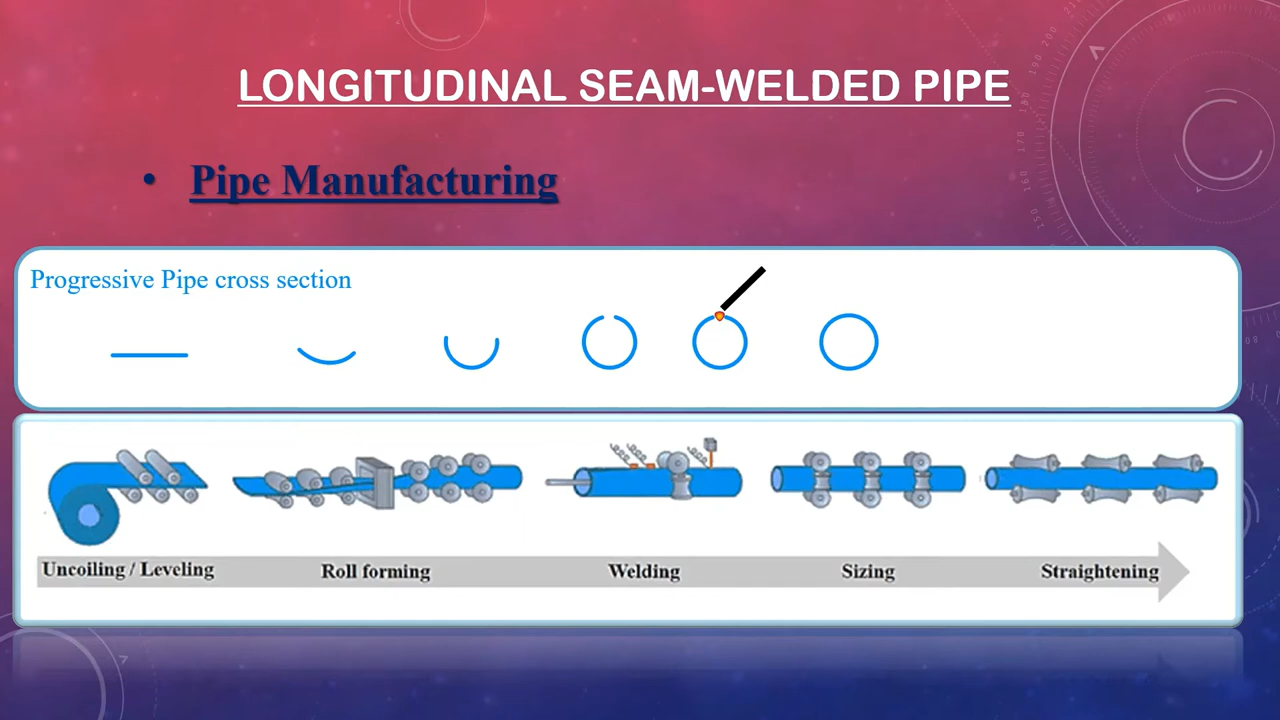 LONGITUDINAL SEAM-WELDED PIPE
• Pipe Manufacturing
Progressive Pipe cross section
Uncoiling / Leveling
Roll forming
Welding
Sizing
Straightening